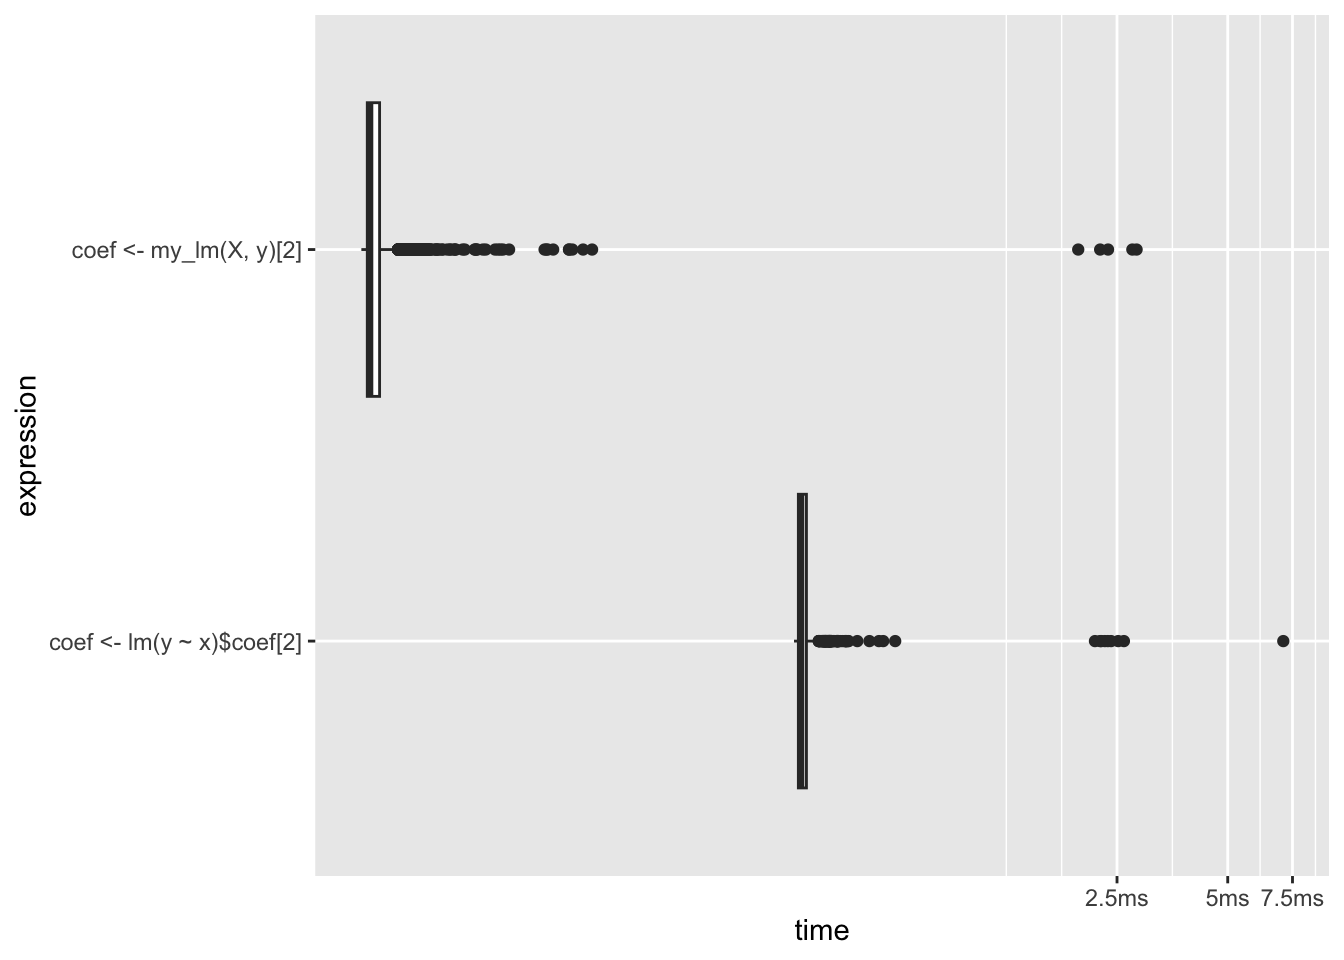 coef <- my_lm(X, y)[2]
expression
coef <- lm(y ~ x)$coef[2]
2.5ms 5ms 7.5ms
time